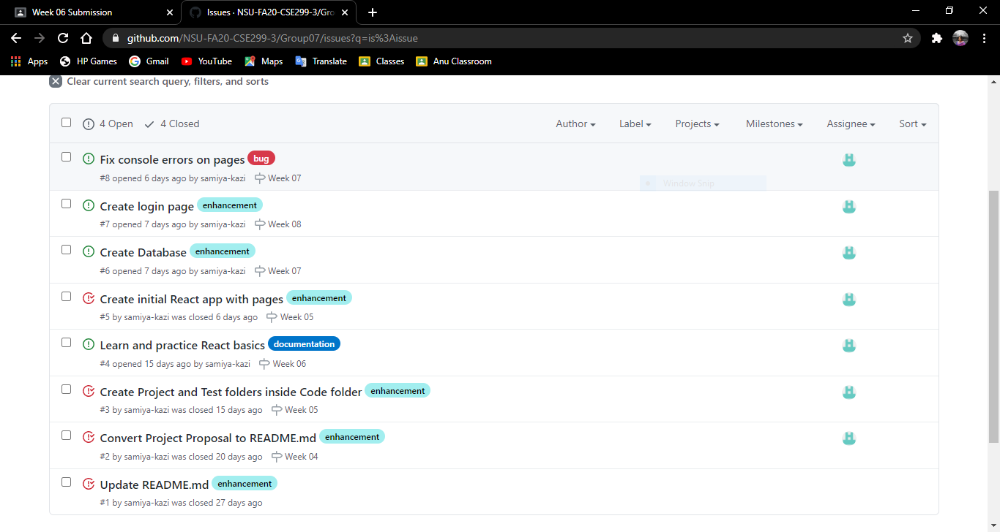 Week 06 Submission
Issues · NSU-FA20-CSE299-3/Gro
github.com/NSU-FA20-CSE299-3/Group07/issues?q=is%3Aissue
Apps HP Games Gmail YouTube Maps Translate Classes Anu Classroom
Clear current search query, filters, and sorts
4 Open 4 Closed Author Label Projects Milestones Assignee Sort
Fix console errors on pages bug
#8 opened 6 days ago by samiya-kazi Week 07
Window Snip
Create login page enhancement
#7 opened 7 days ago by samiya-kazi Week 08
Create Database enhancement
#6 opened 7 days ago by samiya-kazi Week 07
Create initial React app with pages enhancement
#5 by samiya-kazi was closed 6 days ago Week 05
Learn and practice React basics documentation
#4 opened 15 days ago by samiya-kazi Week 06
Create Project and Test folders inside Code folder enhancement
#3 by samiya-kazi was closed 15 days ago Week 05
Convert Project Proposal to README.md enhancement
#2 by samiya-kazi was closed 20 days ago Week 04
Update README.md enhancement
#1 by samiya-kazi was closed 27 days ago